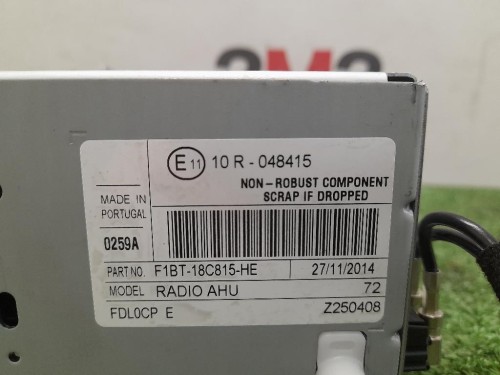 E 11 10 R - 048415
NON - ROBUST COMPONENT
SCRAP IF DROPPED
MADE IN
PORTUGAL
0259A
PART NO. F1BT-18C815-HE 27/11/2014
MODEL RADIO AHU 72
FDL0CP E Z250408